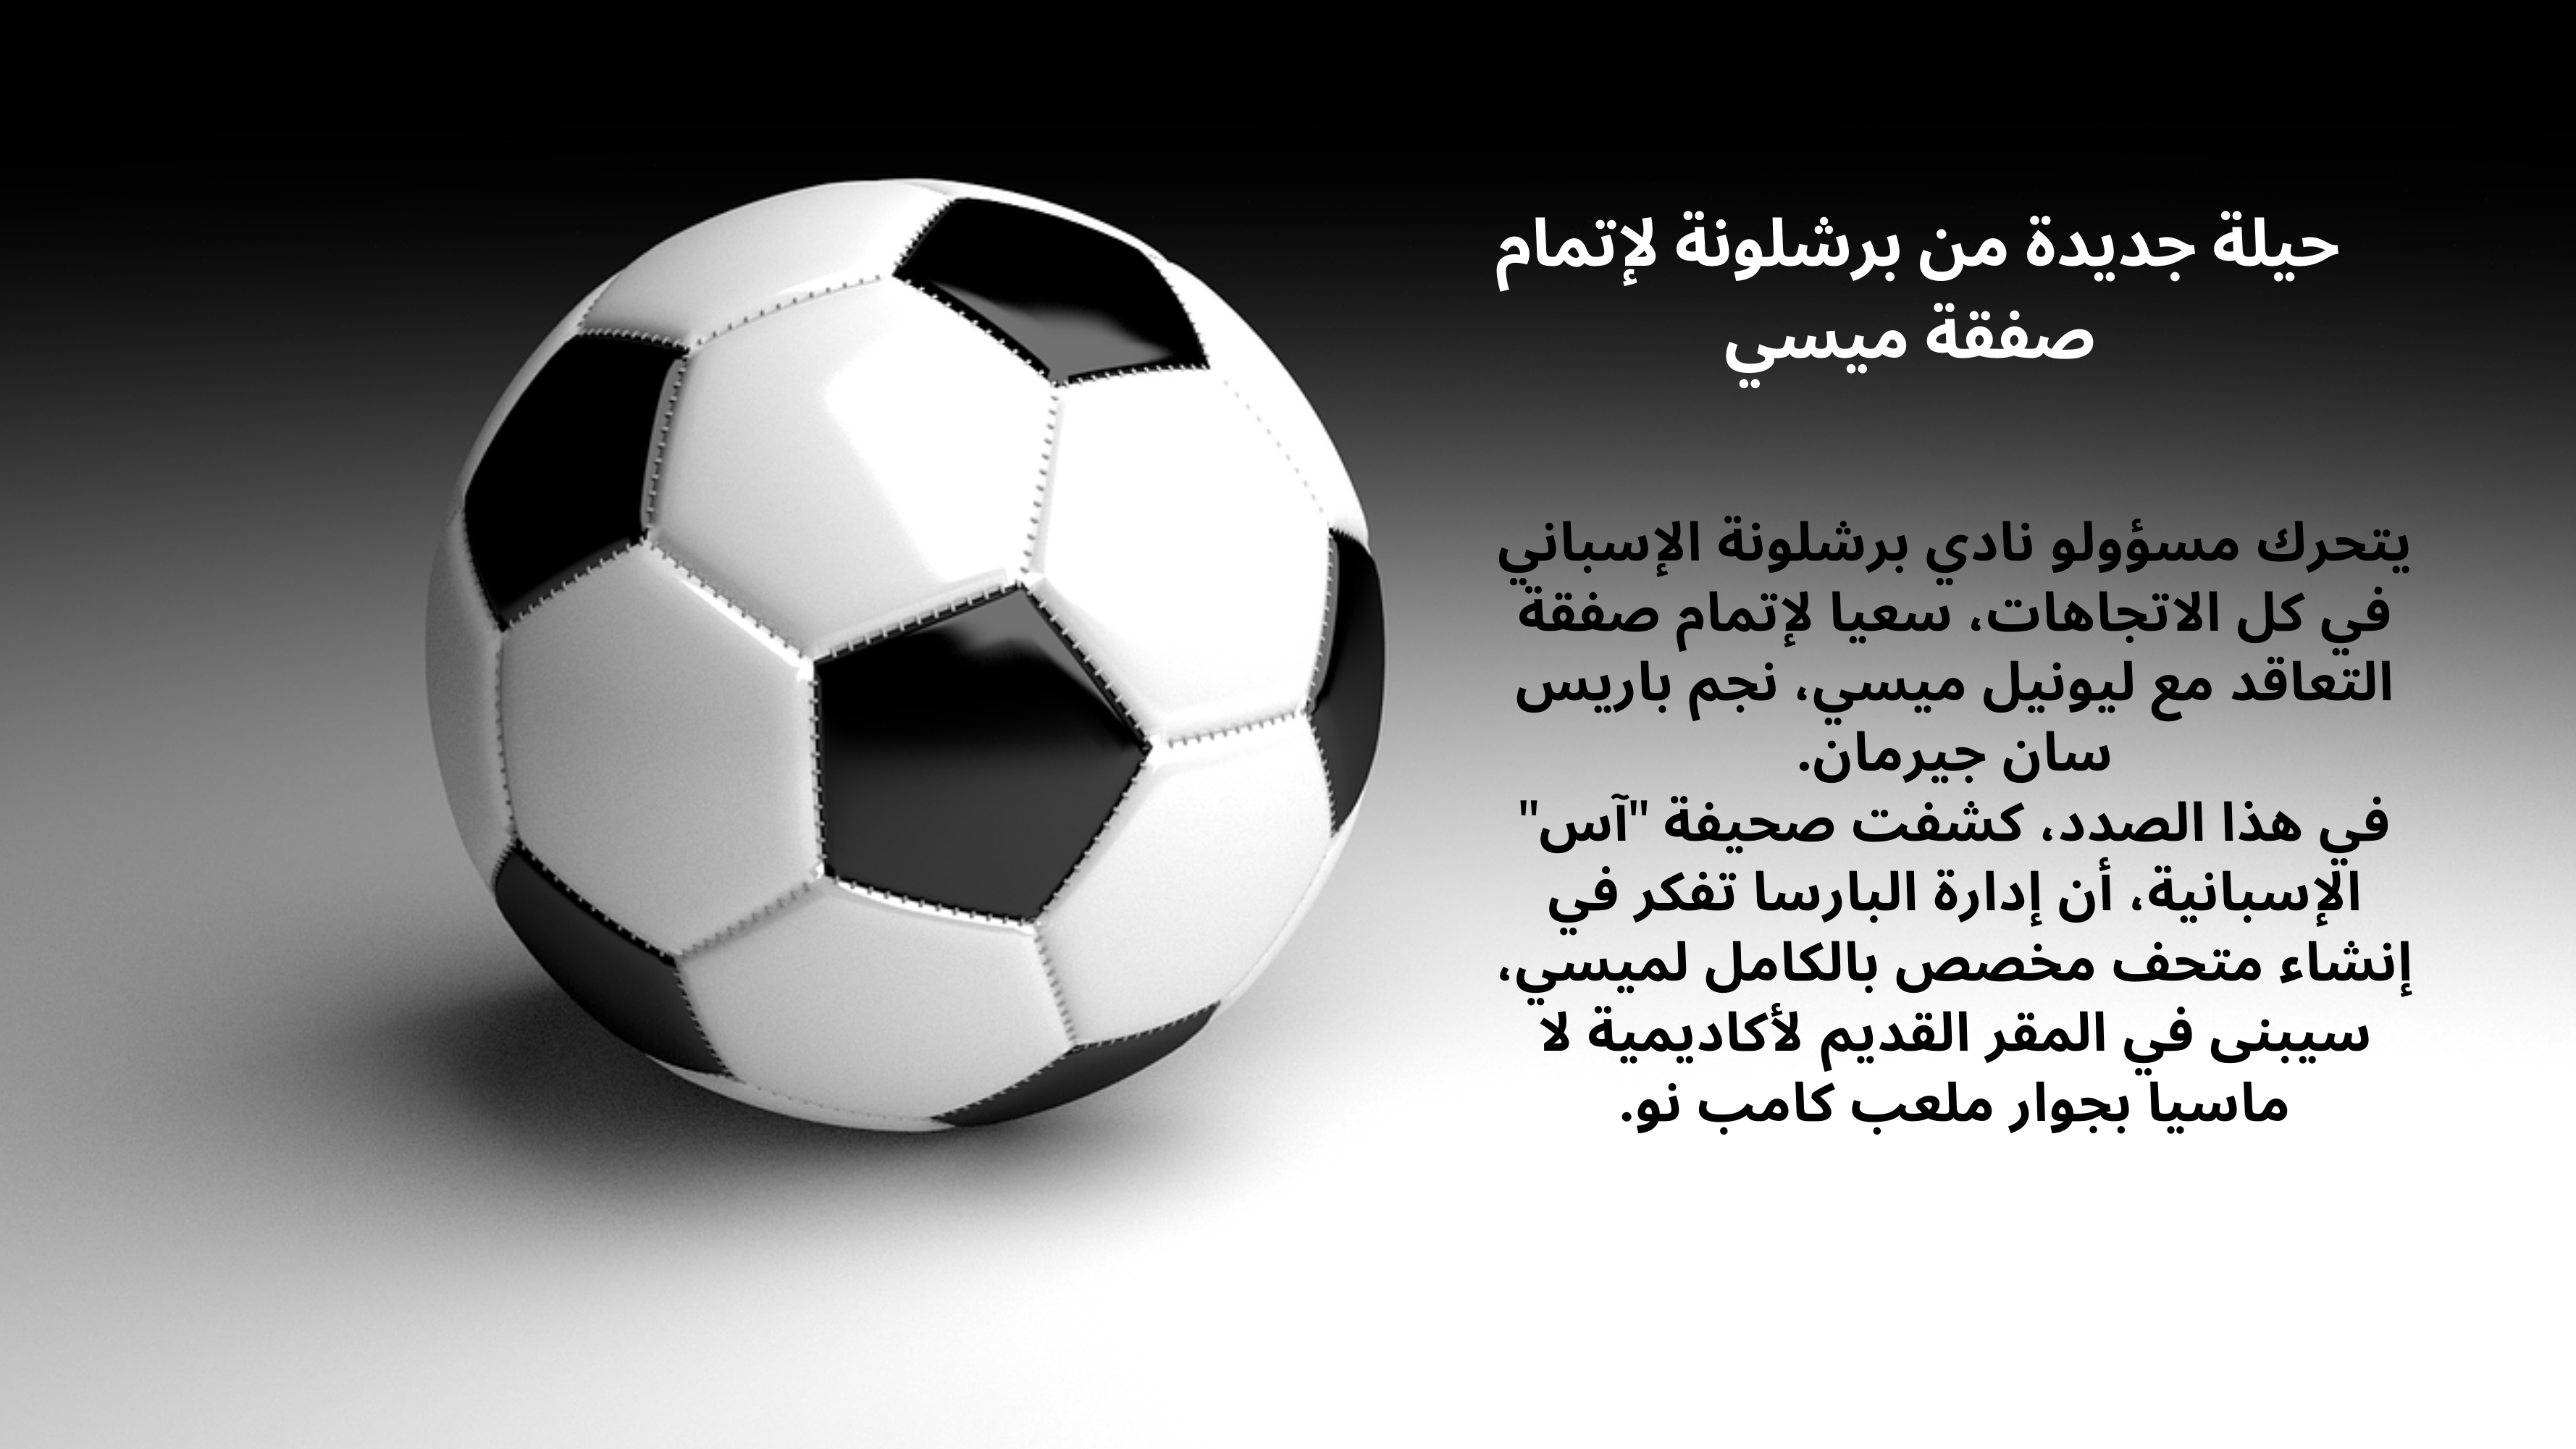 حيلة جديدة من برشلونة لإتمام
صفقة ميسي
يتحرك مسؤولو نادي برشلونة الإسباني
في كل الاتجاهات، سعيا لإتمام صفقة
التعاقد مع ليونيل ميسي، نجم باريس
سان جيرمان.
في هذا الصدد، كشفت صحيفة "آس"
الإسبانية، أن إدارة البارسا تفكر في
إنشاء متحف مخصص بالكامل لميسي،
سيبنى في المقر القديم لأكاديمية لا
ماسيا بجوار ملعب كامب نو.